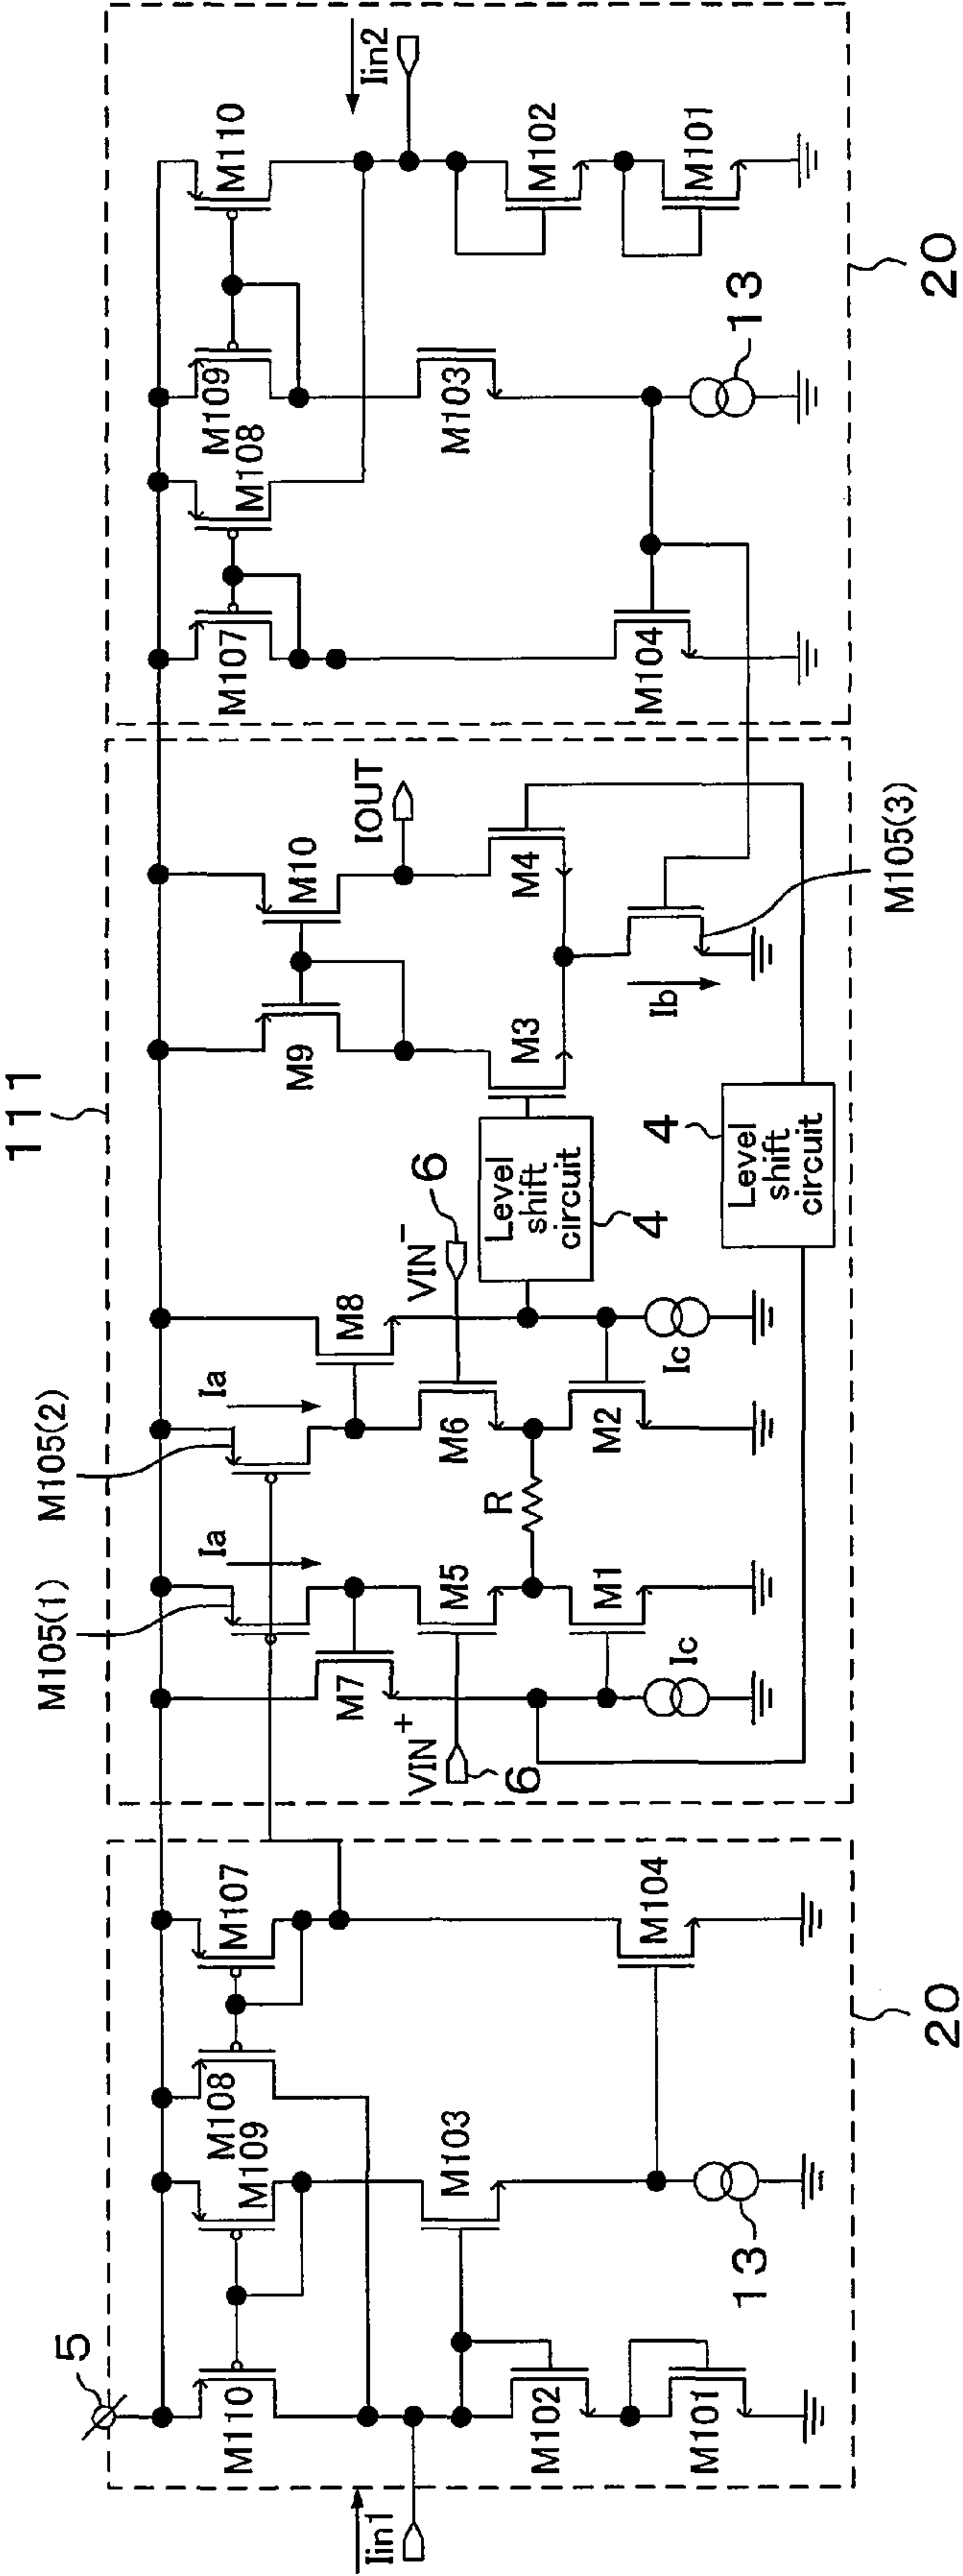 111
5
Iin1
M110
M109
M108
M107
M103
M104
M102
M101
13
20
M105(1)
M105(2)
Ia
Ia
M7
M5
M6
M8
VIN+
6
VIN-
6
R
M1
M2
Ic
Ic
Level
shift
circuit
4
Level
shift
circuit
4
M9
M10
IOUT
M3
M4
Ib
M105(3)
M107
M108
M109
M110
Iin2
M103
M104
M102
M101
13
20